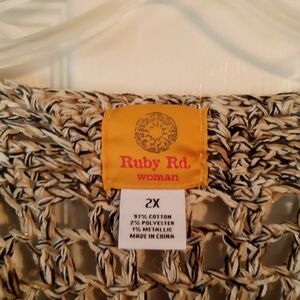 Ruby Rd.
woman
2X
97% COTTON
2% POLYESTER
1% METALLIC
MADE IN CHINA